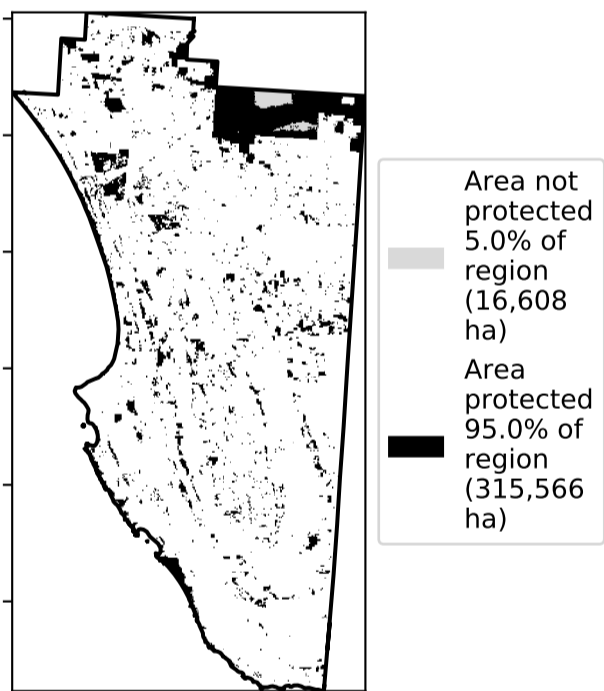 Area not
protected
5.0% of
region
(16,608
ha)
Area
protected
95.0% of
region
(315,566
ha)